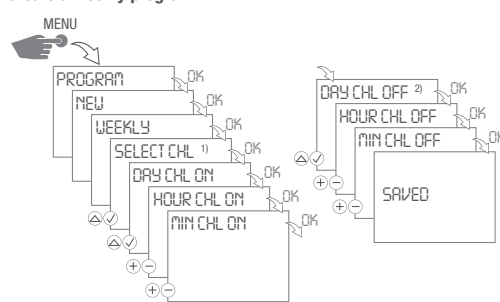 MENU
PROGRAM
OK
NEW
OK
WEEKLY
OK
SELECT CHL 1)
OK
DAY CHL ON
OK
HOUR CHL ON
OK
MIN CHL ON
OK
DAY CHL OFF 2)
OK
HOUR CHL OFF
OK
MIN CHL OFF
SAVED